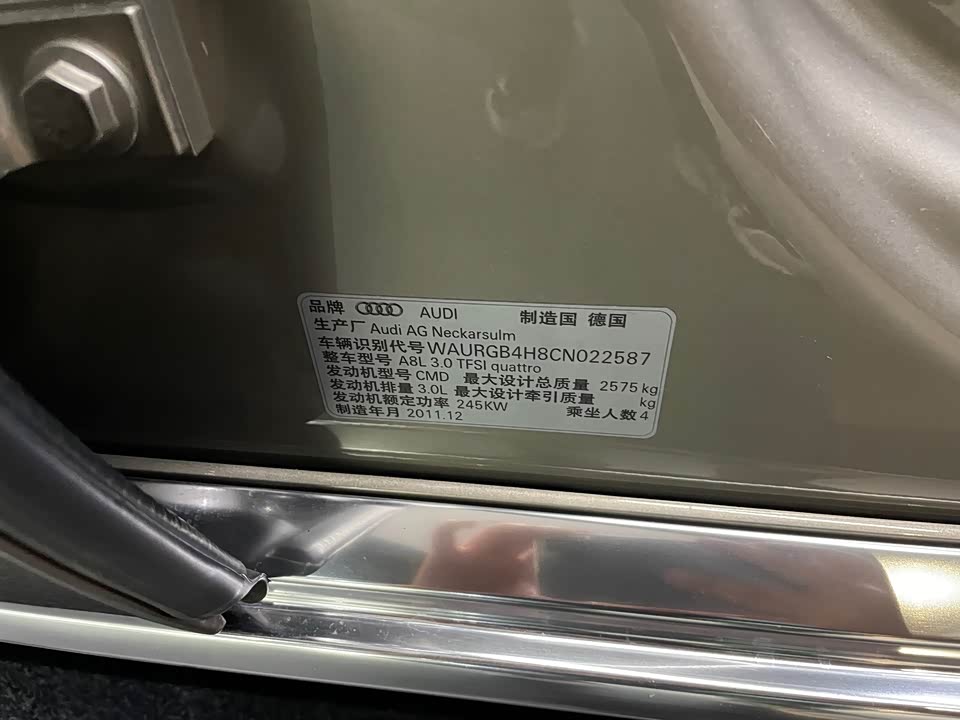 品牌 AUDI 制造国 德国
生产厂 Audi AG Neckarsulm
车辆识别代号 WAURGB4H8CN022587
整车型号 A8L 3.0 TFSI quattro
发动机型号 CMD 最大设计总质量 2575 kg
发动机排量 3.0L 最大设计牵引质量 kg
发动机额定功率 245KW 乘坐人数 4
制造年月 2011.12